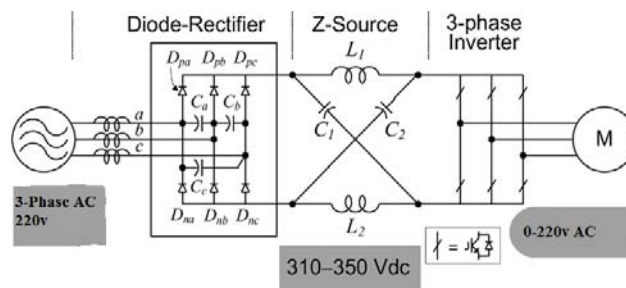 Diode-Rectifier
Z-Source
3-phase
Inverter
Dpa Dpb Dpc
L1
Ca Cb
C1 C2
a
b
c
M
Cc
3-Phase AC
220v
Dna Dnb Dnc
L2
310–350 Vdc
=
0-220v AC